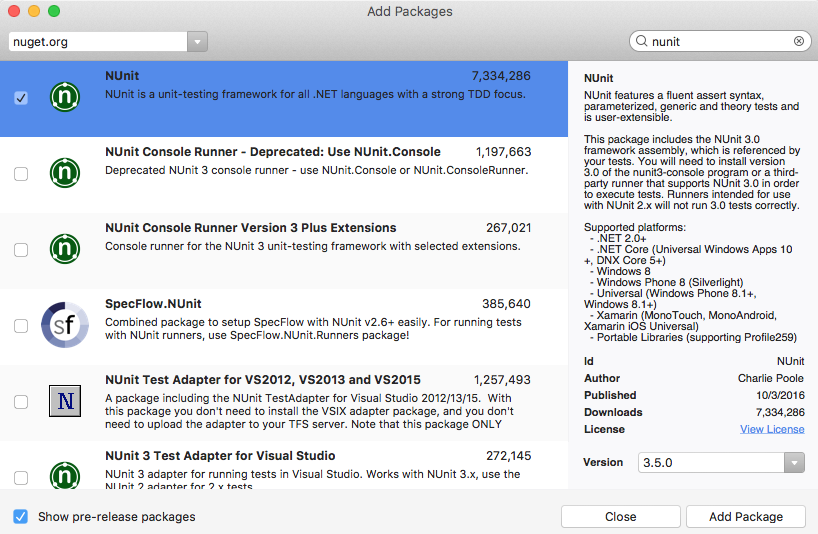 Add Packages
nuget.org
nunit
NUnit
7,334,286
NUnit is a unit-testing framework for all .NET languages with a strong TDD focus.
NUnit Console Runner - Deprecated: Use NUnit.Console
1,197,663
Deprecated NUnit 3 console runner - use NUnit.Console or NUnit.ConsoleRunner.
NUnit Console Runner Version 3 Plus Extensions
267,021
Console runner for the NUnit 3 unit-testing framework with selected extensions.
sf
SpecFlow.NUnit
385,640
Combined package to setup SpecFlow with NUnit v2.6+ easily. For running tests
with NUnit runners, use SpecFlow.NUnit.Runners package!
N
NUnit Test Adapter for VS2012, VS2013 and VS2015
1,257,493
A package including the NUnit TestAdapter for Visual Studio 2012/13/15.  With
this package you don't need to install the VSIX adapter package, and you don't
need to upload the adapter to your TFS server. Note that this package ONLY
NUnit 3 Test Adapter for Visual Studio
272,145
NUnit 3 adapter for running tests in Visual Studio. Works with NUnit 3.x, use the
NUnit 2 adapter for 2.x tests.
NUnit
NUnit features a fluent assert syntax,
parameterized, generic and theory tests and
is user-extensible.
This package includes the NUnit 3.0
framework assembly, which is referenced by
your tests. You will need to install version
3.0 of the nunit3-console program or a third-
party runner that supports NUnit 3.0 in order
to execute tests. Runners intended for use
with NUnit 2.x will not run 3.0 tests correctly.
Supported platforms:
- .NET 2.0+
- .NET Core (Universal Windows Apps 10
+, DNX Core 5+)
- Windows 8
- Windows Phone 8 (Silverlight)
- Universal (Windows Phone 8.1+,
Windows 8.1+)
- Xamarin (MonoTouch, MonoAndroid,
Xamarin iOS Universal)
- Portable Libraries (supporting Profile259)
Id NUnit
Author Charlie Poole
Published 10/3/2016
Downloads 7,334,286
License View License
Version 3.5.0
Show pre-release packages
Close
Add Package